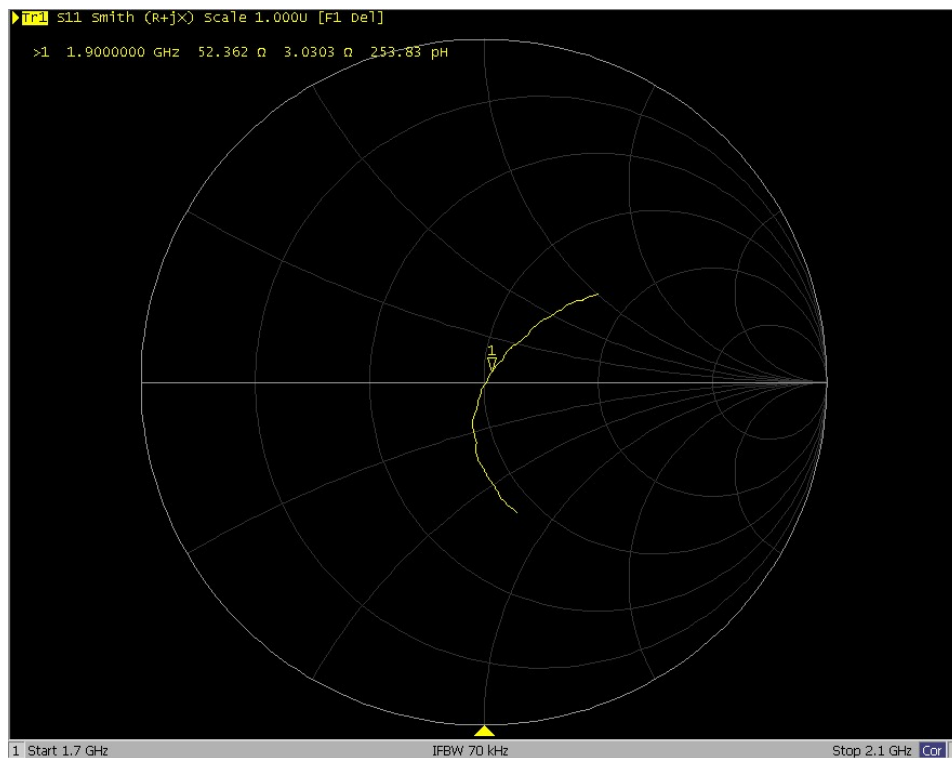 Tr1 S11 Smith (R+jX) Scale 1.000U [F1 Del]
>1 1.9000000 GHz 52.362 Ω 3.0303 Ω 253.83 pH
1
1 Start 1.7 GHz IFBW 70 kHz Stop 2.1 GHz Cor